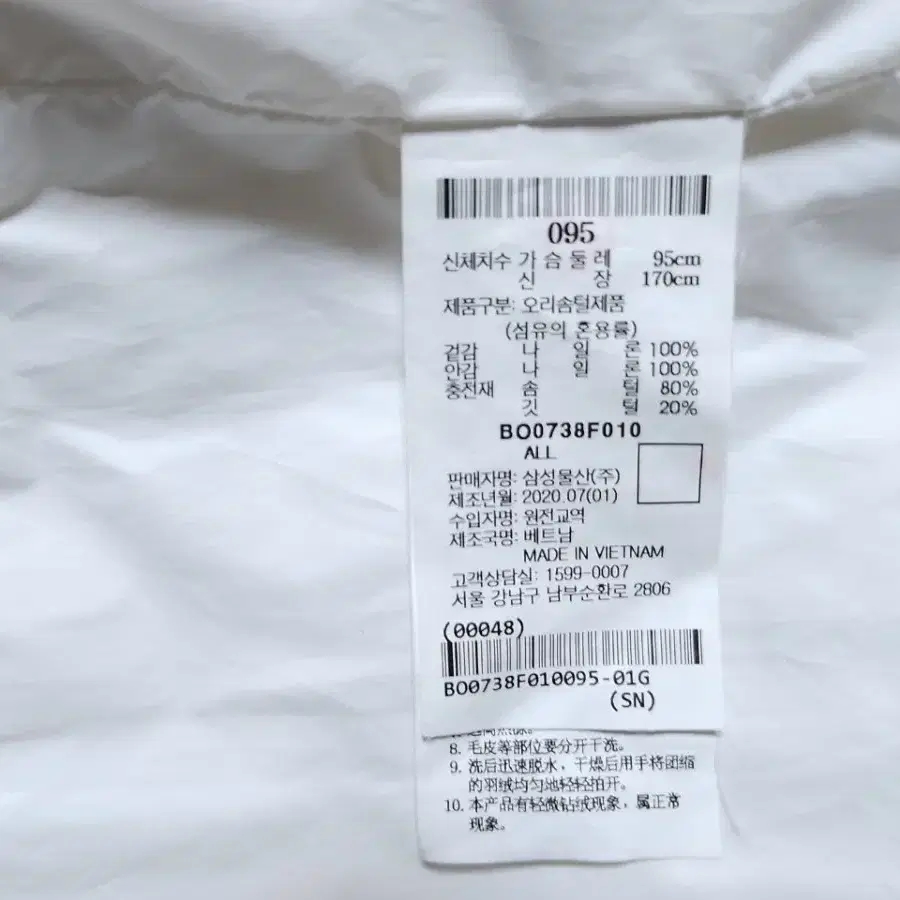 095
신체치수 가 슴 둘 레 95cm
신 장 170cm
제품구분: 오리솜털제품
(섬유의 혼용률)
겉감 나 일 론 100%
안감 나 일 론 100%
충전재 솜 털 80%
깃 털 20%
BO0738F010
ALL
판매자명: 삼성물산(주)
제조년월: 2020.07(01)
수입자명: 원전교역
제조국명: 베트남
MADE IN VIETNAM
고객상담실: 1599-0007
서울 강남구 남부순환로 2806
(00048)
BO0738F010095-01G
(SN)
8. 毛皮等部位要分开干洗。
9. 洗后迅速脱水，干燥后用手将团缩
的羽绒均匀地轻轻拍开。
10. 本产品有轻微钻绒现象，属正常
现象。